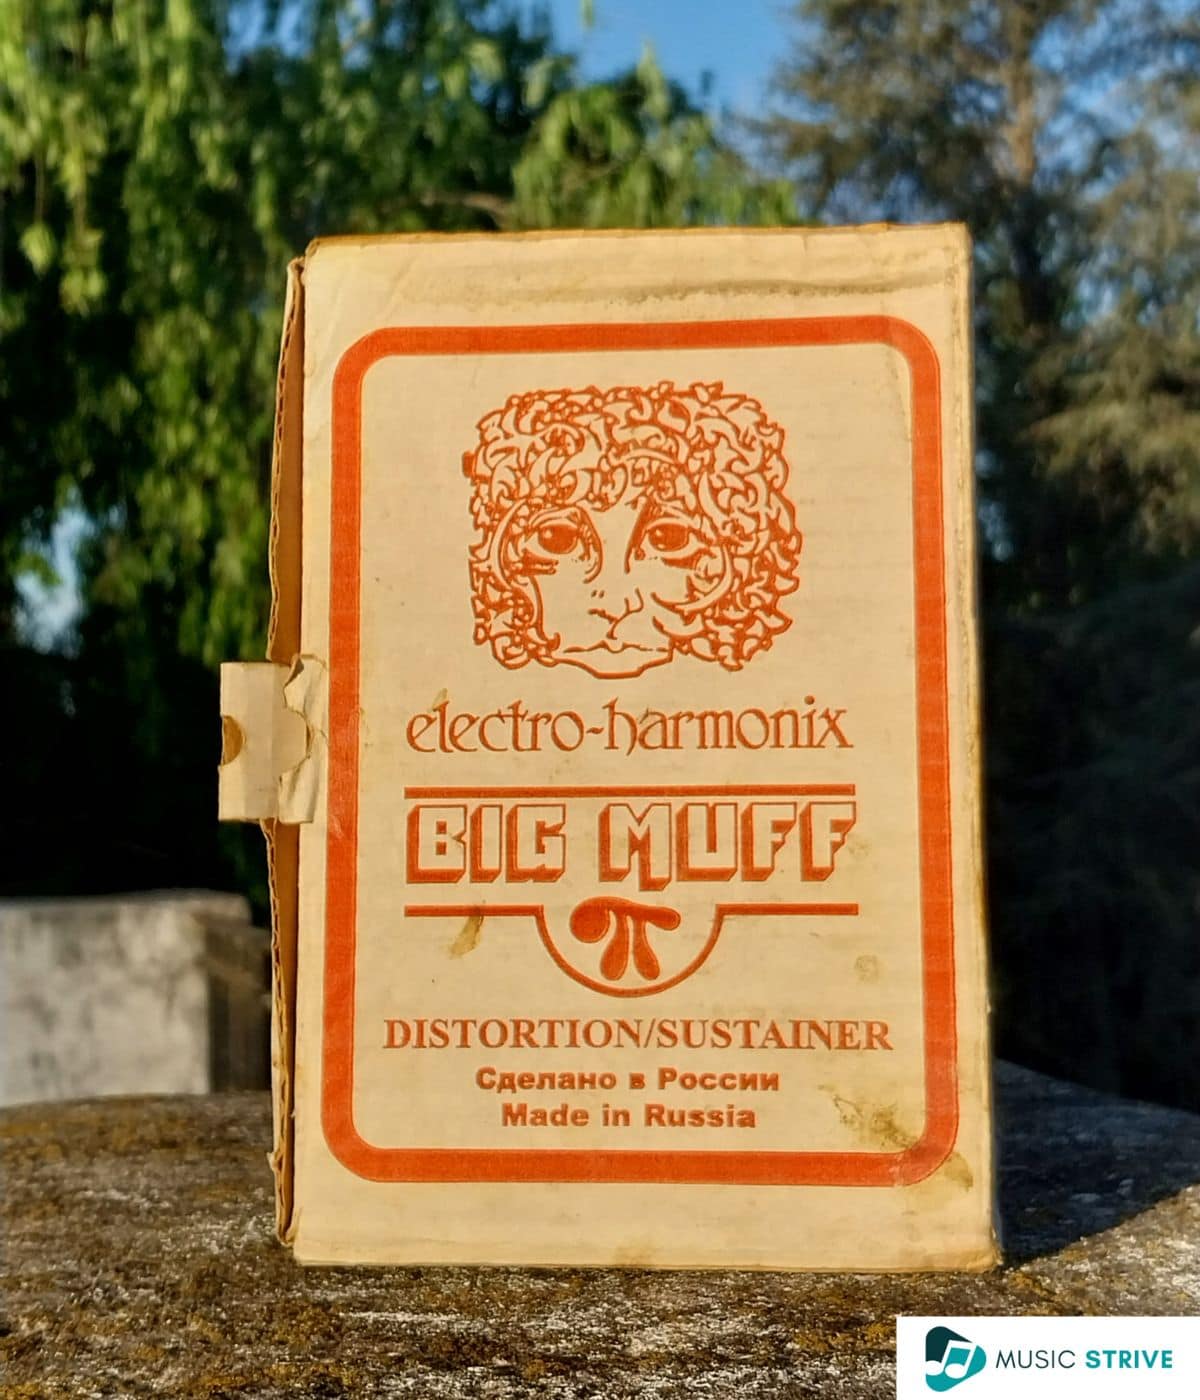 electro-harmonix
BIG MUFF
π
DISTORTION/SUSTAINER
Сделано в России
Made in Russia
MUSIC STRIVE